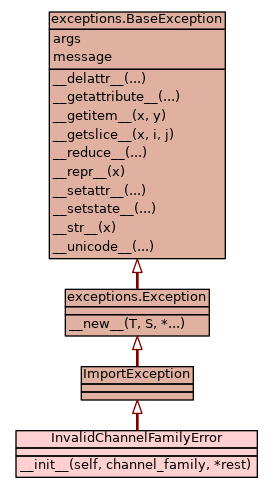 exceptions.BaseException
args
message
__delattr__(...)
__getattribute__(...)
__getitem__(x, y)
__getslice__(x, i, j)
__reduce__(...)
__repr__(x)
__setattr__(...)
__setstate__(...)
__str__(x)
__unicode__(...)
exceptions.Exception
__new__(T, S, *...)
ImportException
InvalidChannelFamilyError
__init__(self, channel_family, *rest)